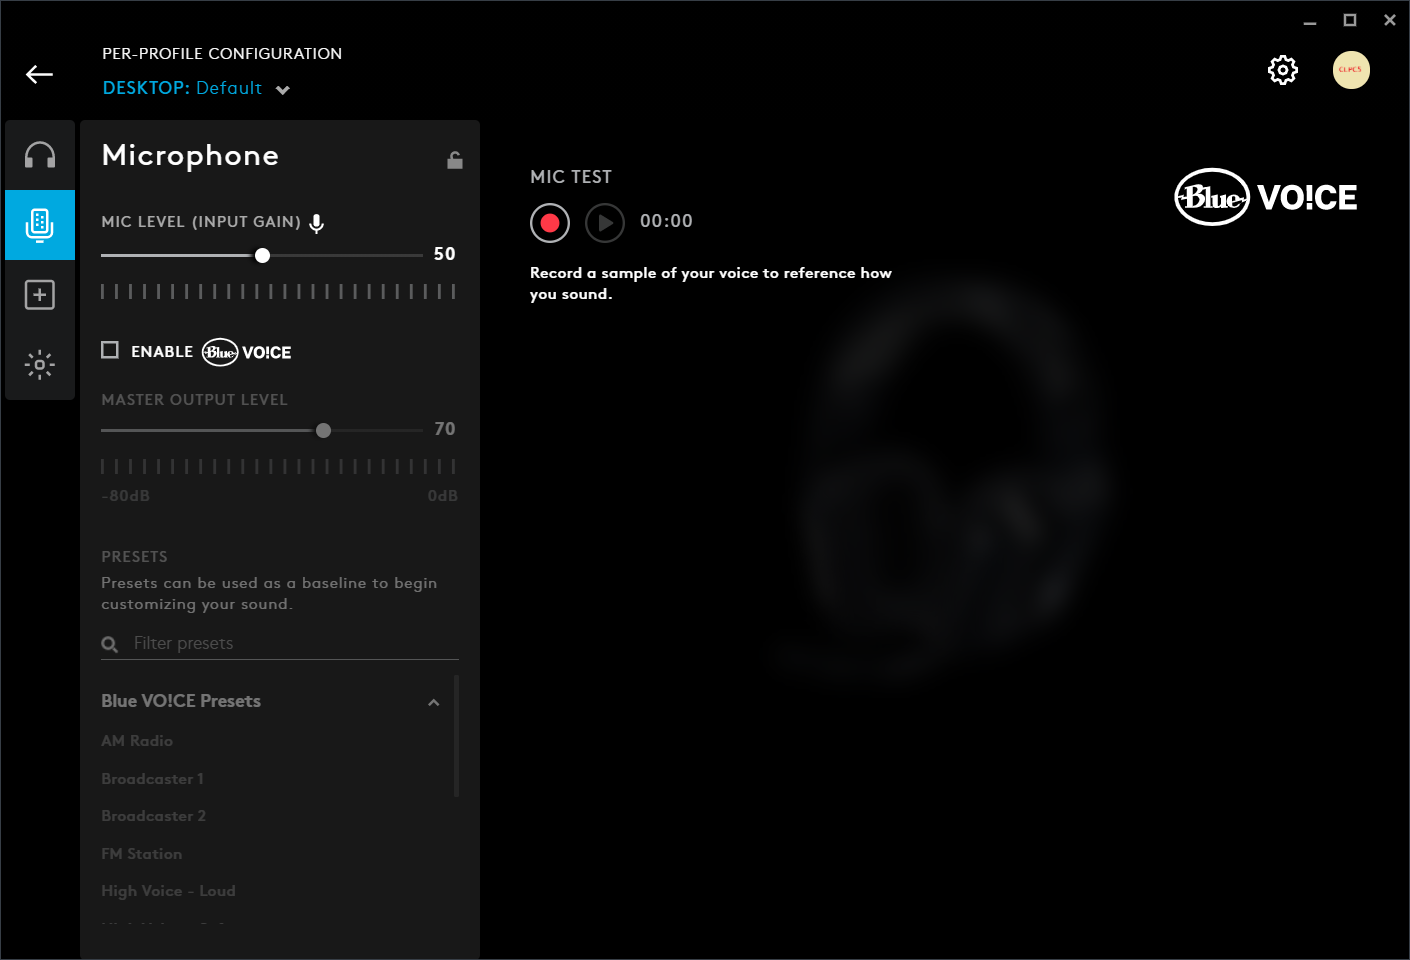 PER-PROFILE CONFIGURATION
DESKTOP: Default
CLPCS
Microphone
MIC LEVEL (INPUT GAIN)
50
ENABLE Blue VO!CE
MASTER OUTPUT LEVEL
70
-80dB 0dB
PRESETS
Presets can be used as a baseline to begin
customizing your sound.
Filter presets
Blue VO!CE Presets
AM Radio
Broadcaster 1
Broadcaster 2
FM Station
High Voice - Loud
MIC TEST
00:00
Record a sample of your voice to reference how
you sound.
Blue VO!CE